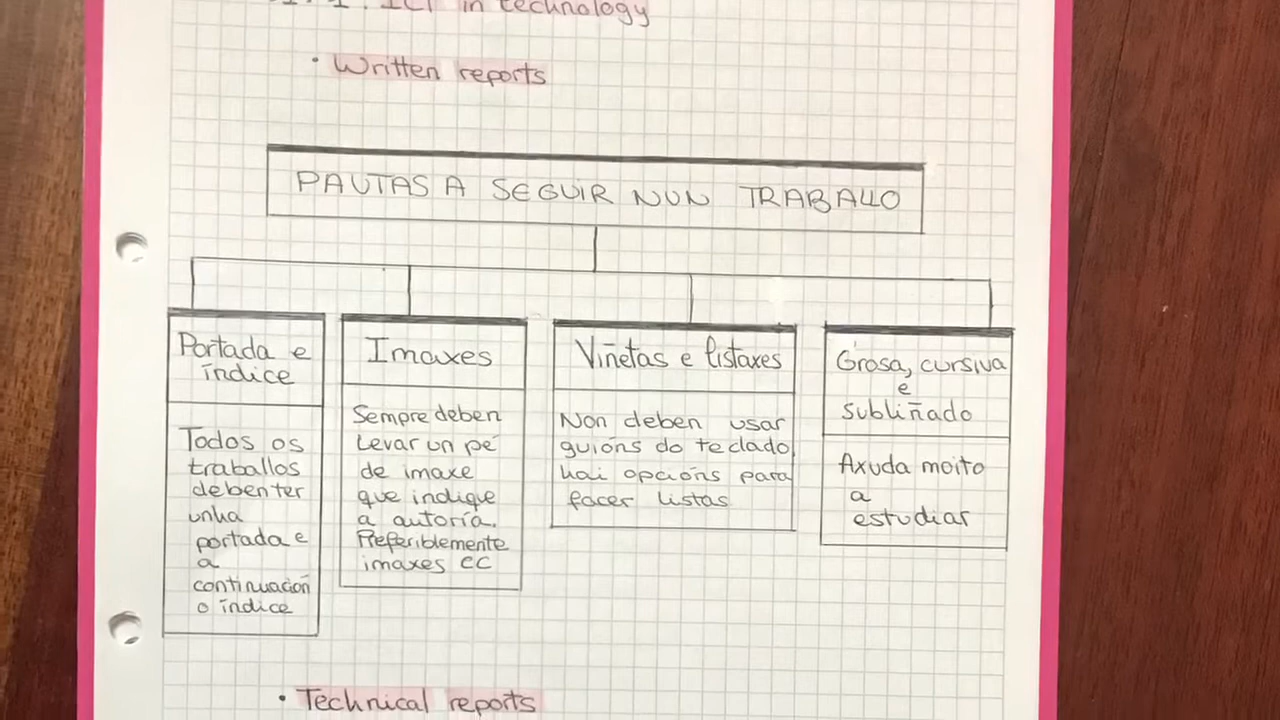 ICT in technology
· Written reports
PAUTAS A SEGUIR NUN TRABALLO
Portada e
índice
Todos os
traballos
deben ter
unha
portada e
a
continuación
o índice
Imaxes
Sempre deben
levar un pé
de imaxe
que indique
a autoría.
Preferiblemente
imaxes CC
Viñetas e listaxes
Non deben usar
guións do teclado,
hai opcións para
facer listas
Grosa, cursiva
e
subliñado
Axuda moito
a
estudiar
· Technical reports